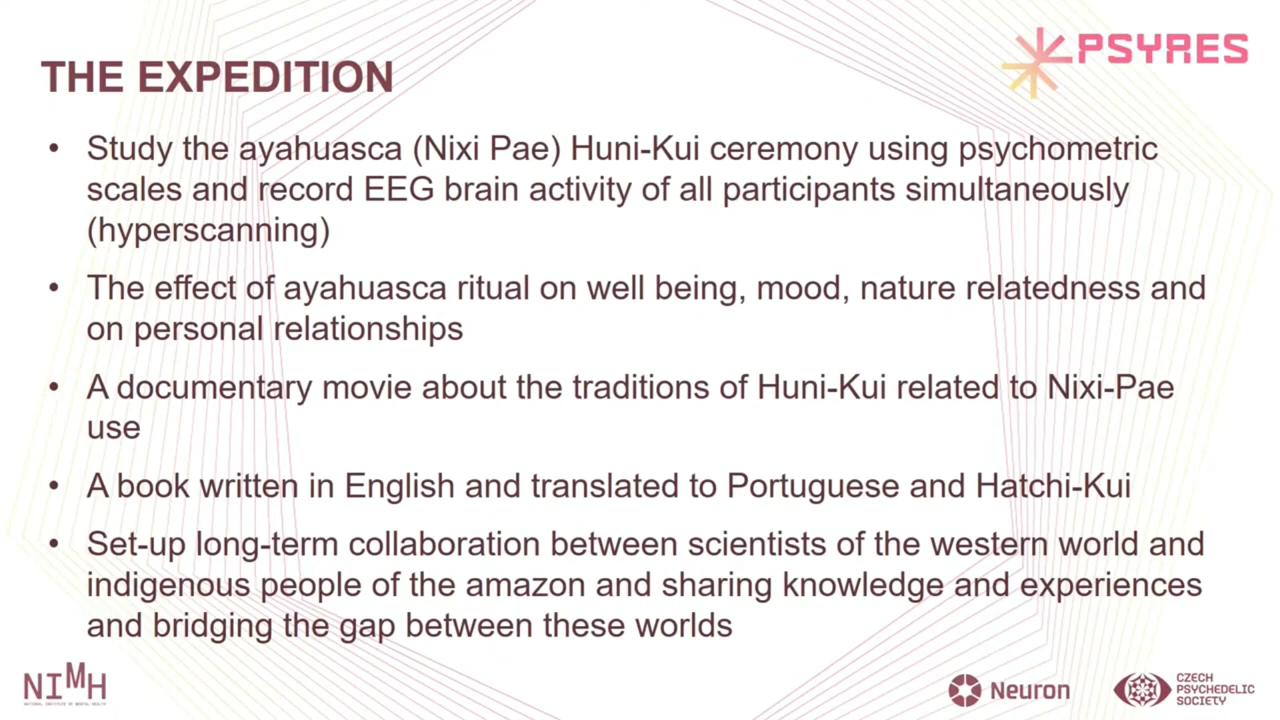 THE EXPEDITION
PSYRES
• Study the ayahuasca (Nixi Pae) Huni-Kui ceremony using psychometric
scales and record EEG brain activity of all participants simultaneously
(hyperscanning)
• The effect of ayahuasca ritual on well being, mood, nature relatedness and
on personal relationships
• A documentary movie about the traditions of Huni-Kui related to Nixi-Pae
use
• A book written in English and translated to Portuguese and Hatchi-Kui
• Set-up long-term collaboration between scientists of the western world and
indigenous people of the amazon and sharing knowledge and experiences
and bridging the gap between these worlds
NIMH
NATIONAL INSTITUTE OF MENTAL HEALTH
Neuron
CZECH
PSYCHEDELIC
SOCIETY